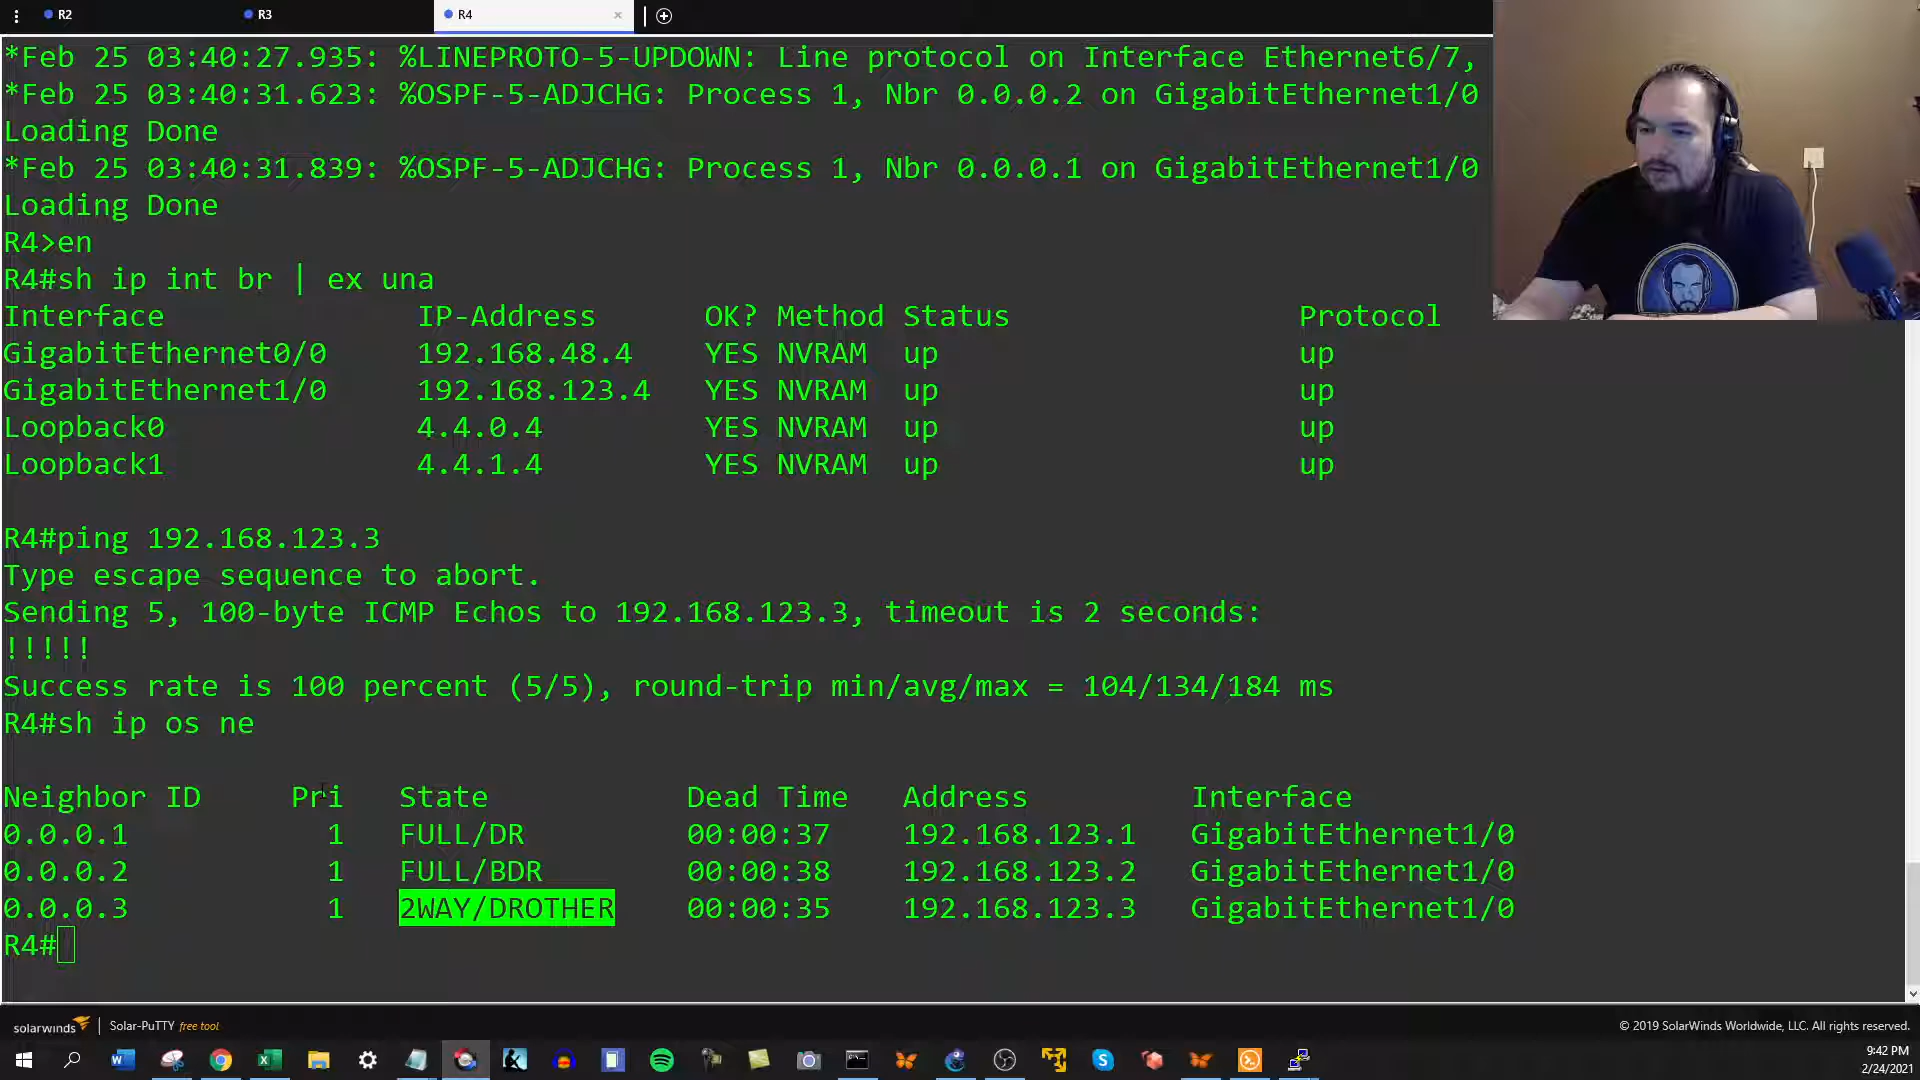 R2
R3
R4
*Feb 25 03:40:27.935: %LINEPROTO-5-UPDOWN: Line protocol on Interface Ethernet6/7,
*Feb 25 03:40:31.623: %OSPF-5-ADJCHG: Process 1, Nbr 0.0.0.2 on GigabitEthernet1/0
Loading Done
*Feb 25 03:40:31.839: %OSPF-5-ADJCHG: Process 1, Nbr 0.0.0.1 on GigabitEthernet1/0
Loading Done
R4>en
R4#sh ip int br | ex una
Interface IP-Address OK? Method Status Protocol
GigabitEthernet0/0 192.168.48.4 YES NVRAM up up
GigabitEthernet1/0 192.168.123.4 YES NVRAM up up
Loopback0 4.4.0.4 YES NVRAM up up
Loopback1 4.4.1.4 YES NVRAM up up
R4#ping 192.168.123.3
Type escape sequence to abort.
Sending 5, 100-byte ICMP Echos to 192.168.123.3, timeout is 2 seconds:
!!!!!
Success rate is 100 percent (5/5), round-trip min/avg/max = 104/134/184 ms
R4#sh ip os ne
Neighbor ID Pri State Dead Time Address Interface
0.0.0.1 1 FULL/DR 00:00:37 192.168.123.1 GigabitEthernet1/0
0.0.0.2 1 FULL/BDR 00:00:38 192.168.123.2 GigabitEthernet1/0
0.0.0.3 1 2WAY/DROTHER 00:00:35 192.168.123.3 GigabitEthernet1/0
R4#
solarwinds | Solar-PuTTY free tool © 2019 SolarWinds Worldwide, LLC. All rights reserved.
9:42 PM
2/24/2021